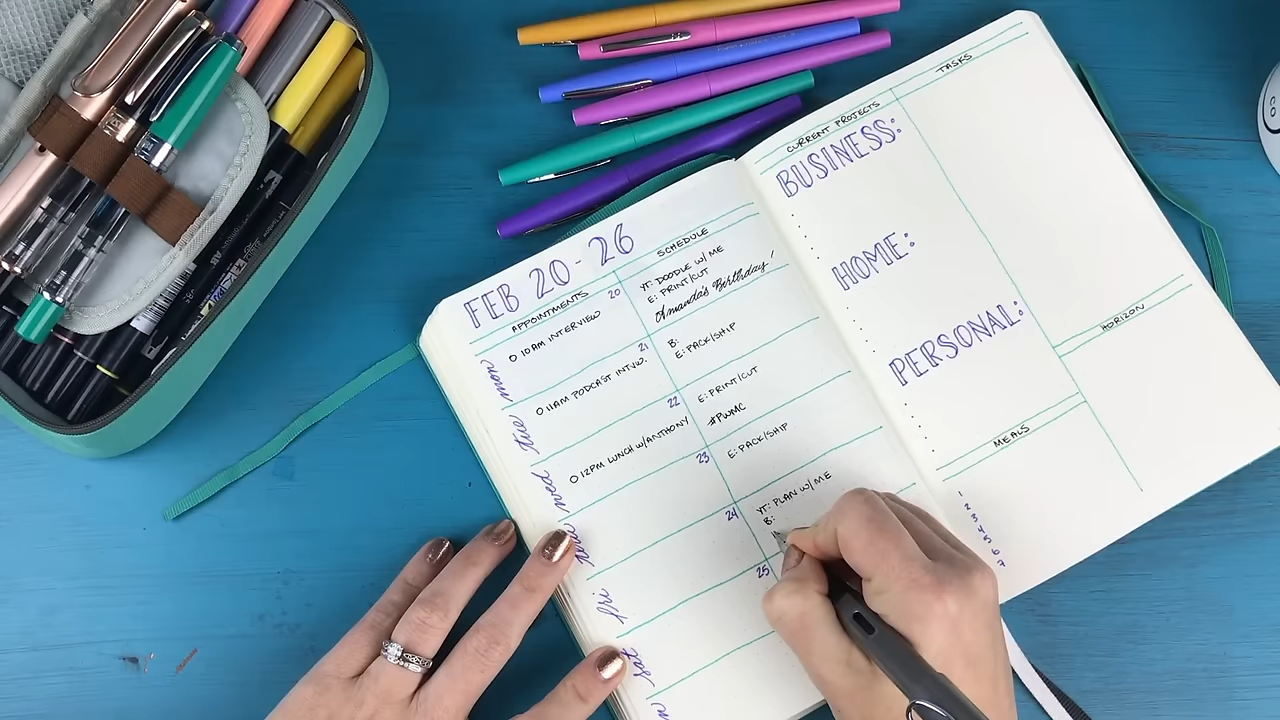 FEB 20-26
APPOINTMENTS
SCHEDULE
mon
20
O 10AM INTERVIEW
YT: DOODLE W/ ME
E: PRINT/CUT
Amanda's Birthday!
tue
21
O 11AM PODCAST INTVW.
B:
E: PACK/SHIP
wed
22
O 12PM LUNCH W/ANTHONY
E: PRINT/CUT
#PWMC
23
E: PACK/SHIP
24
fri
YT: PLAN W/ ME
B:
25
sat
CURRENT PROJECTS
BUSINESS:
HOME:
PERSONAL:
MEALS
1
2
3
4
5
6
7
TASKS
HORIZON